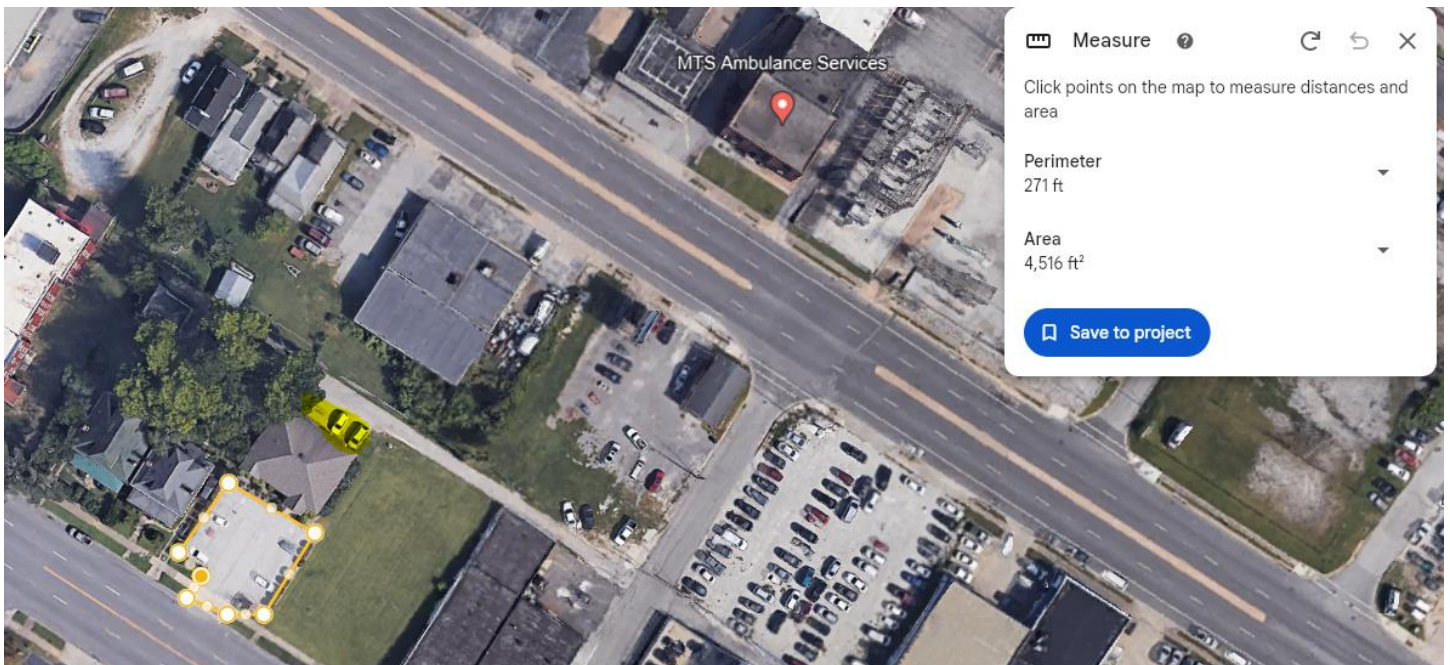 MTS Ambulance Services
Measure
Click points on the map to measure distances and
area
Perimeter
271 ft
Area
4,516 ft²
Save to project